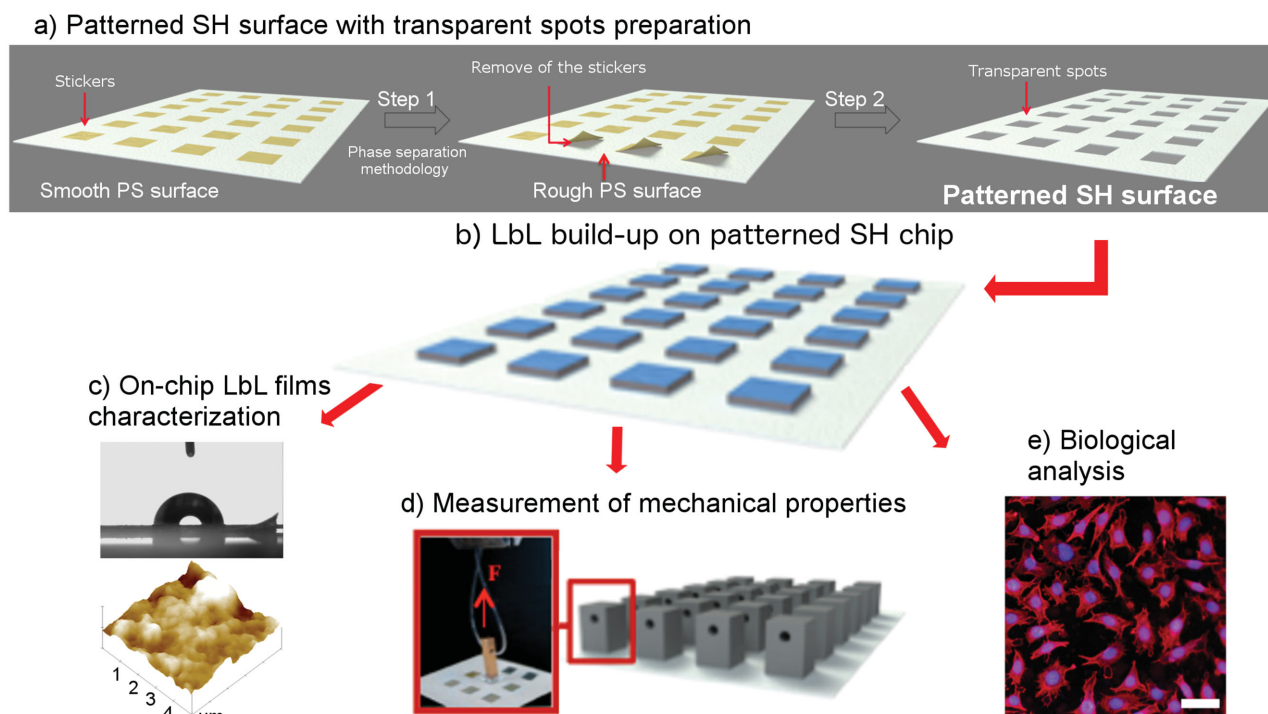 a) Patterned SH surface with transparent spots preparation
Stickers
Remove of the stickers
Transparent spots
Step 1
Step 2
Phase separation
methodology
Smooth PS surface
Rough PS surface
Patterned SH surface
b) LbL build-up on patterned SH chip
c) On-chip LbL films
characterization
d) Measurement of mechanical properties
e) Biological
analysis
F
1
2
3
4